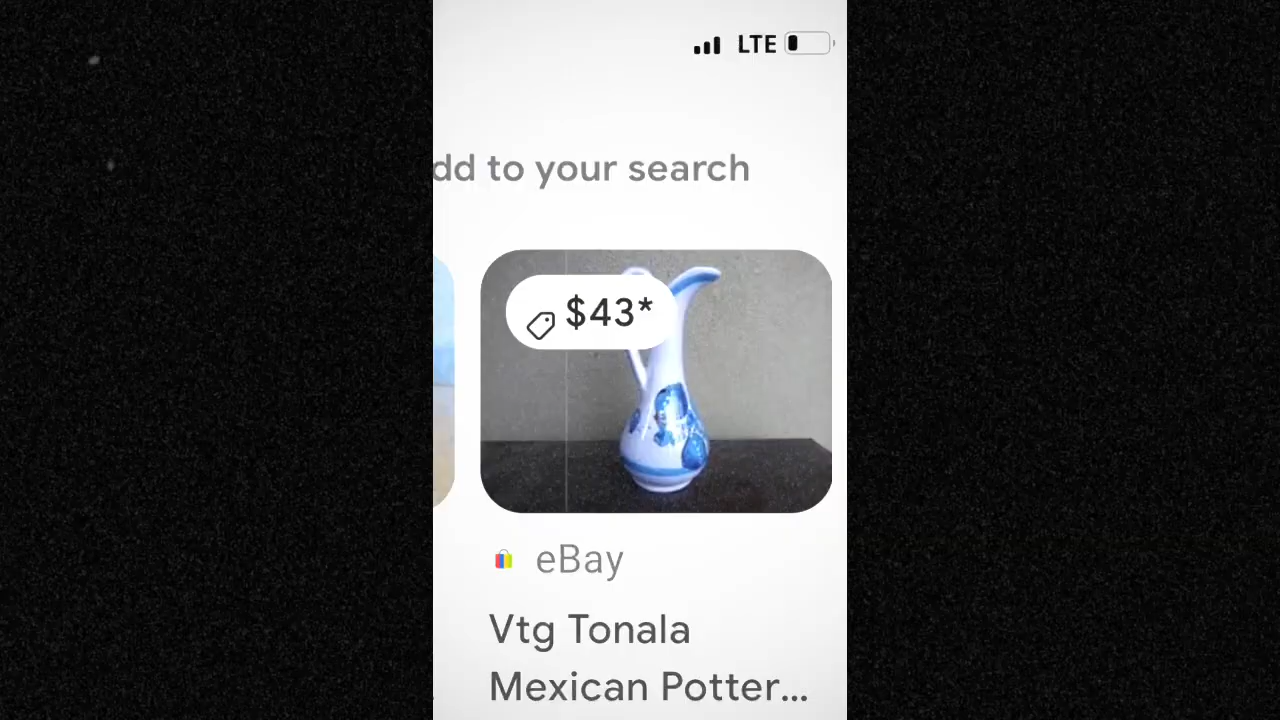 LTE
dd to your search
$43*
eBay
Vtg Tonala
Mexican Potter...